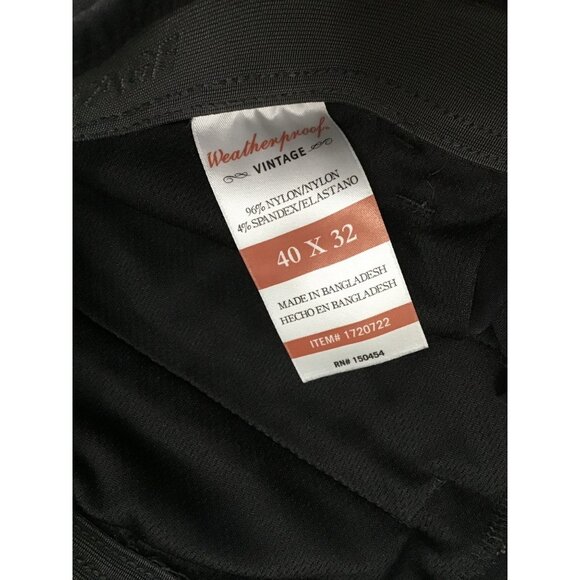 Weatherproof
VINTAGE
96% NYLON/NYLON
4% SPANDEX/ELASTANO
40 X 32
MADE IN BANGLADESH
HECHO EN BANGLADESH
ITEM# 1720722
RN# 150454